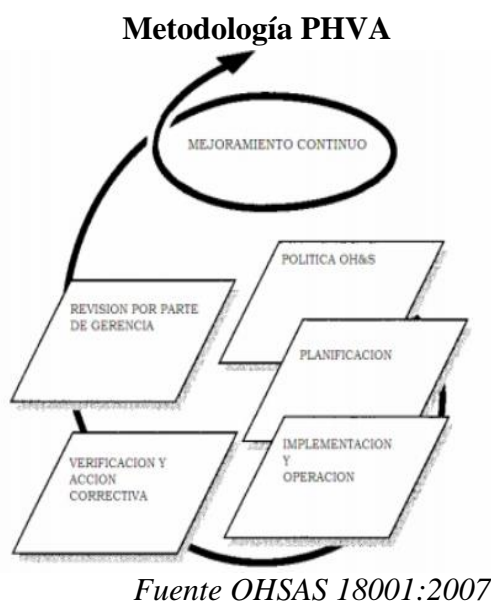 Metodología PHVA
MEJORAMIENTO CONTINUO
POLITICA OH&S
PLANIFICACION
IMPLEMENTACION
Y
OPERACION
VERIFICACION Y
ACCION
CORRECTIVA
REVISION POR PARTE
DE GERENCIA
Fuente OHSAS 18001:2007